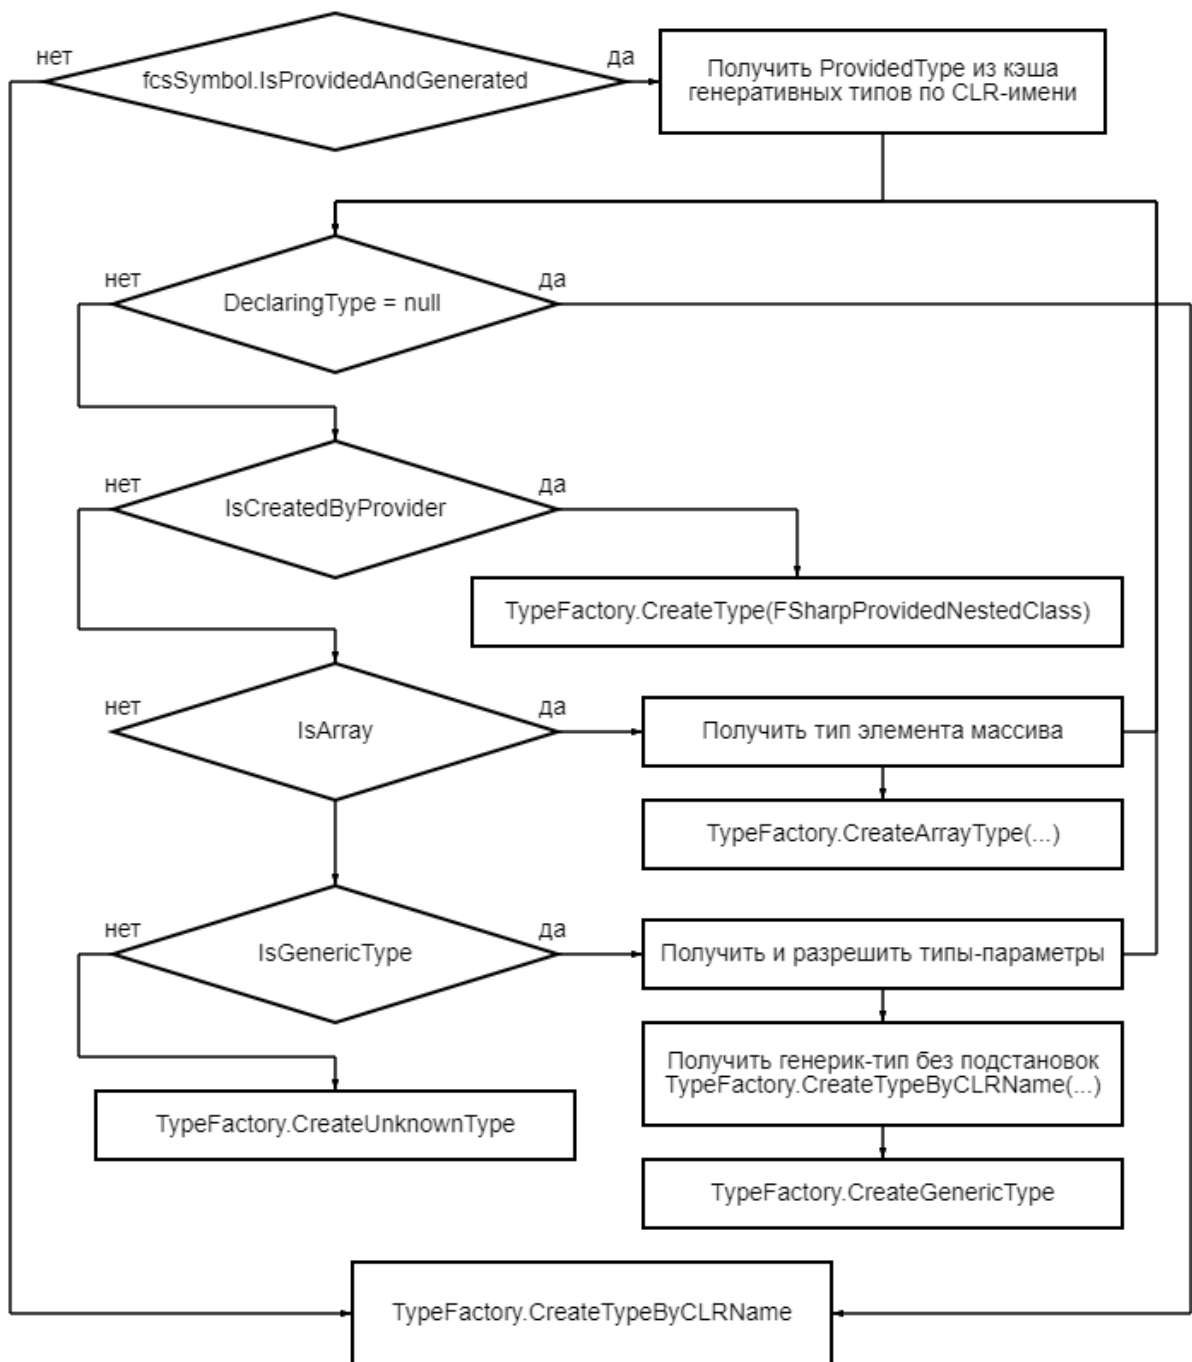 нет
да
fcsSymbol.IsProvidedAndGenerated
Получить ProvidedType из кэша
генеративных типов по CLR-имени
нет
да
DeclaringType = null
нет
да
IsCreatedByProvider
TypeFactory.CreateType(FSharpProvidedNestedClass)
нет
да
IsArray
Получить тип элемента массива
TypeFactory.CreateArrayType(...)
нет
да
IsGenericType
Получить и разрешить типы-параметры
Получить генерик-тип без подстановок
TypeFactory.CreateTypeByCLRName(...)
TypeFactory.CreateUnknownType
TypeFactory.CreateGenericType
TypeFactory.CreateTypeByCLRName